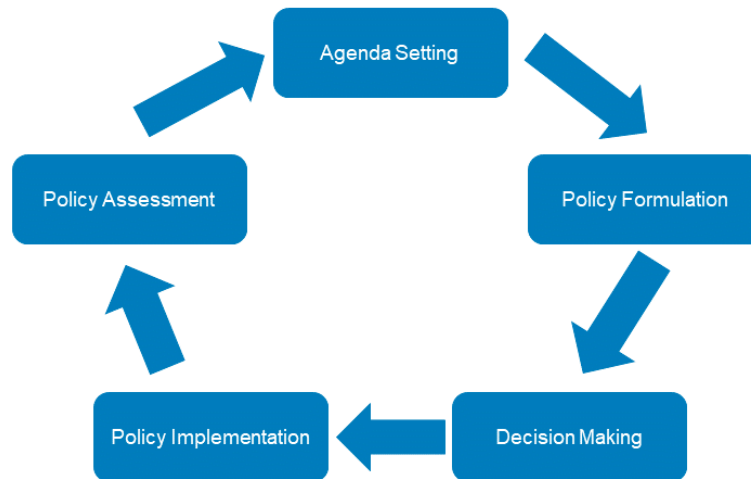 Agenda Setting
Policy Assessment
Policy Formulation
Policy Implementation
Decision Making